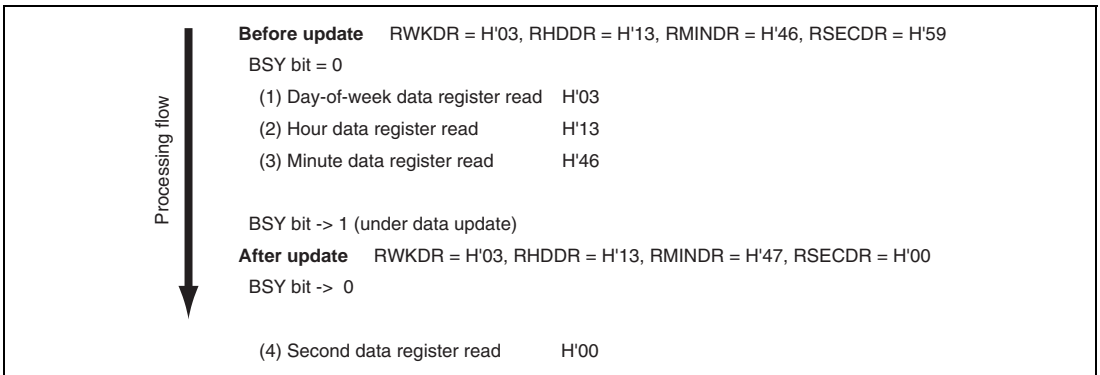 Processing flow
Before update RWKDR = H'03, RHDDR = H'13, RMINDR = H'46, RSECDR = H'59
BSY bit = 0
(1) Day-of-week data register read H'03
(2) Hour data register read H'13
(3) Minute data register read H'46
BSY bit -> 1 (under data update)
After update RWKDR = H'03, RHDDR = H'13, RMINDR = H'47, RSECDR = H'00
BSY bit -> 0
(4) Second data register read H'00